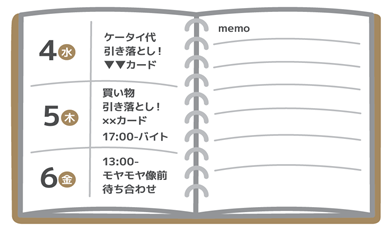 4 水
ケータイ代
引き落とし！
▼▼カード
5 木
買い物
引き落とし！
××カード
17:00-バイト
6 金
13:00-
モヤモヤ像前
待ち合わせ
memo